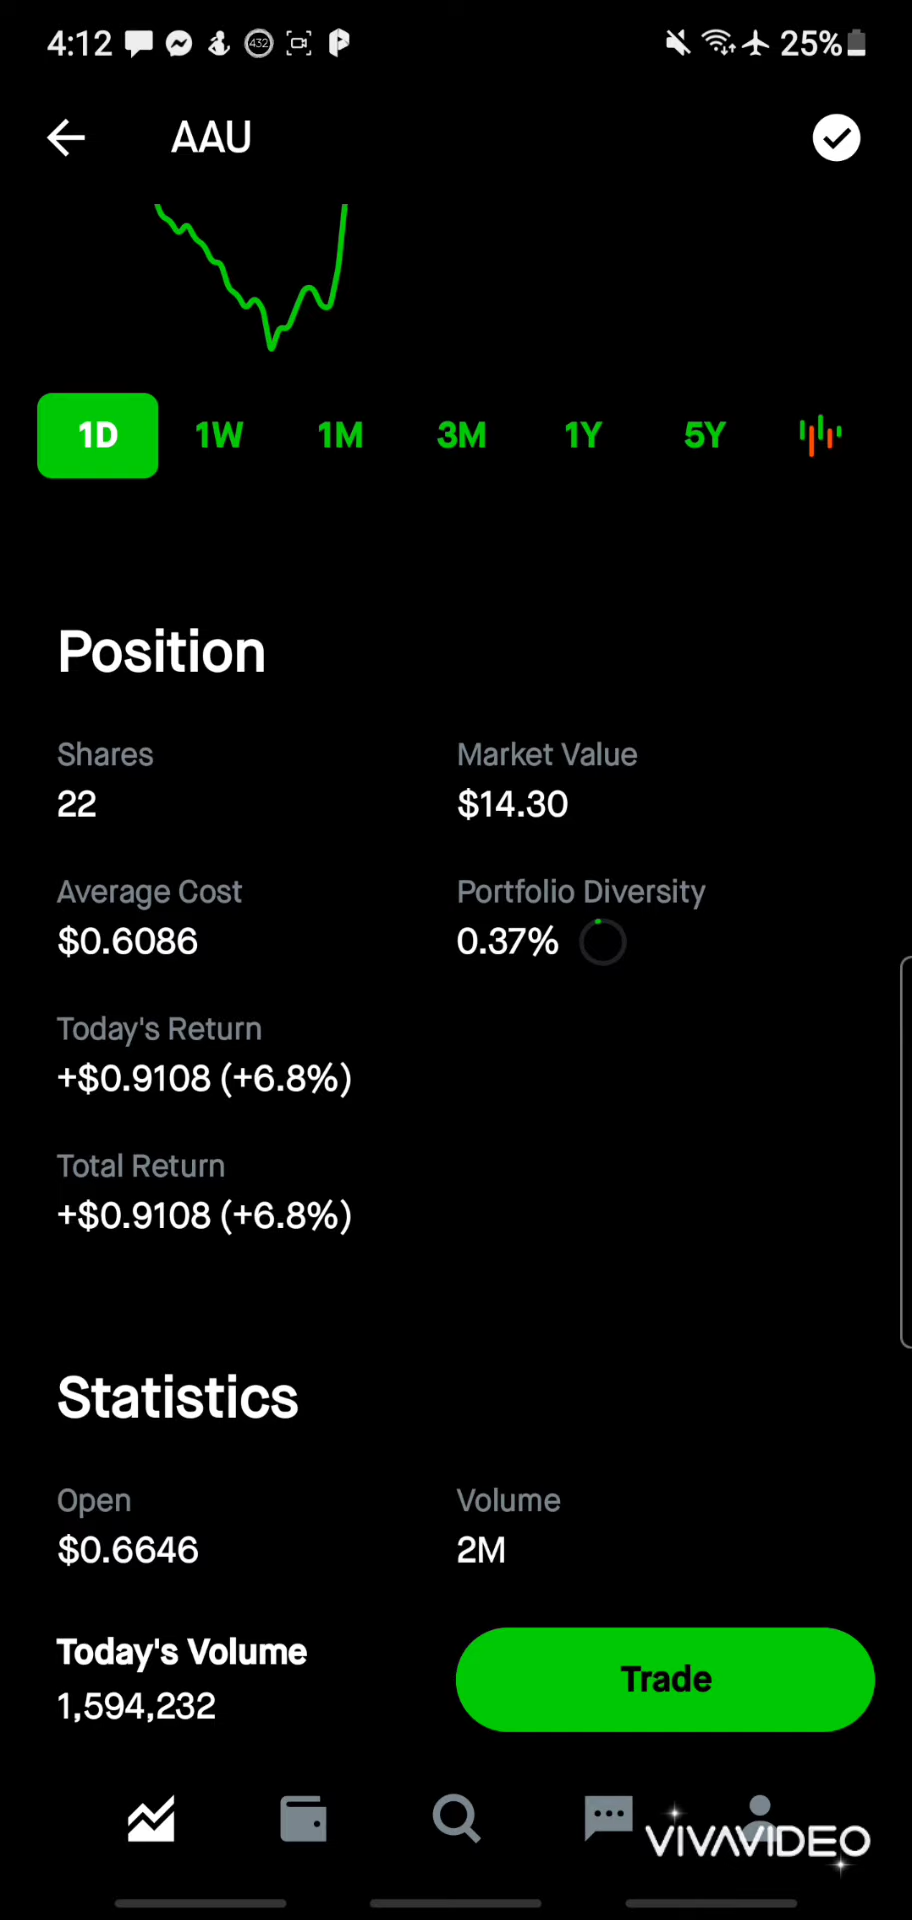 4:12 432 25%
AAU
1D 1W 1M 3M 1Y 5Y
Position
Shares Market Value
22 $14.30
Average Cost Portfolio Diversity
$0.6086 0.37%
Today's Return
+$0.9108 (+6.8%)
Total Return
+$0.9108 (+6.8%)
Statistics
Open Volume
$0.6646 2M
Today's Volume
1,594,232
Trade
VIVAVIDEO